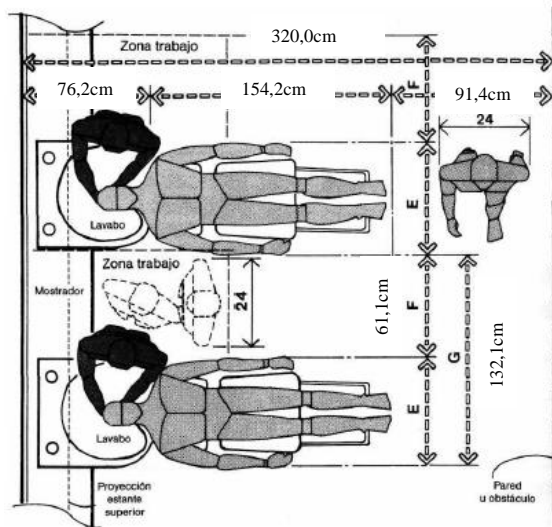 Zona trabajo
320,0cm
76,2cm
154,2cm
F
91,4cm
24
E
Lavabo
Zona trabajo
Mostrador
24
61,1cm
F
G
132,1cm
E
Lavabo
Proyección
estante
superior
Pared
u obstáculo